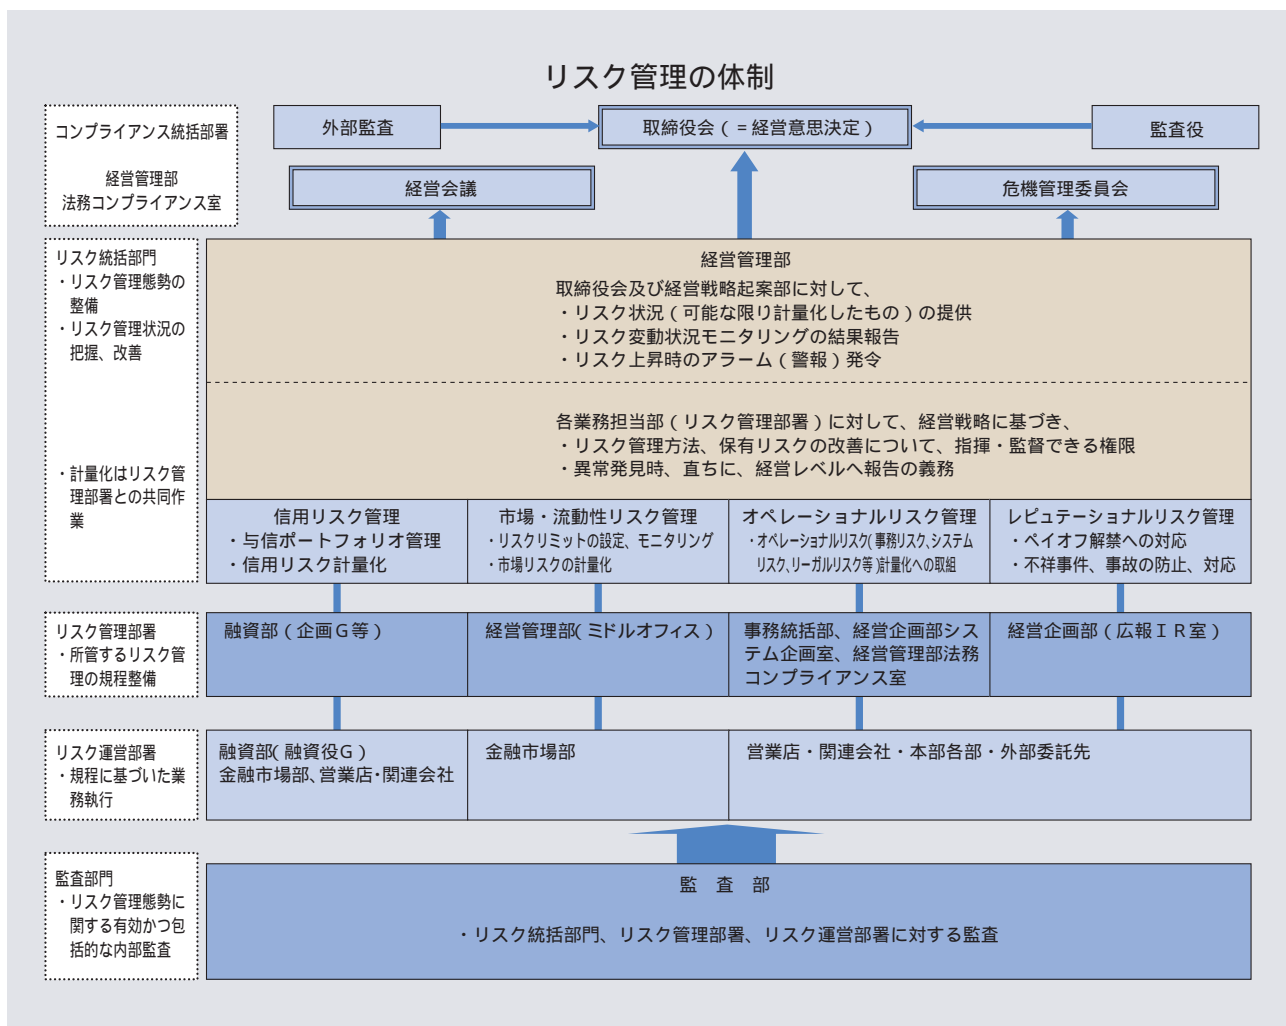 リスク管理の体制
コンプライアンス統括部署
経営管理部
法務コンプライアンス室
外部監査
取締役会（＝経営意思決定）
監査役
経営会議
危機管理委員会
リスク統括部門
・リスク管理態勢の
整備
・リスク管理状況の
把握、改善
・計量化はリスク管
理部署との共同作
業
経営管理部
取締役会及び経営戦略起案部に対して、
・リスク状況（可能な限り計量化したもの）の提供
・リスク変動状況モニタリングの結果報告
・リスク上昇時のアラーム（警報）発令
各業務担当部（リスク管理部署）に対して、経営戦略に基づき、
・リスク管理方法、保有リスクの改善について、指揮・監督できる権限
・異常発見時、直ちに、経営レベルへ報告の義務
信用リスク管理
・与信ポートフォリオ管理
・信用リスク計量化
市場・流動性リスク管理
・リスクリミットの設定、モニタリング
・市場リスクの計量化
オペレーショナルリスク管理
・オペレーショナルリスク（事務リスク、システム
リスク、リーガルリスク等）計量化への取組
レピュテーショナルリスク管理
・ペイオフ解禁への対応
・不祥事件、事故の防止、対応
リスク管理部署
・所管するリスク管
理の規程整備
融資部（企画Ｇ等）
経営管理部（ミドルオフィス）
事務統括部、経営企画部シス
テム企画室、経営管理部法務
コンプライアンス室
経営企画部（広報ＩＲ室）
リスク運営部署
・規程に基づいた業
務執行
融資部（融資役Ｇ）
金融市場部、営業店・関連会社
金融市場部
営業店・関連会社・本部各部・外部委託先
監査部門
・リスク管理態勢に
関する有効かつ包
括的な内部監査
監　査　部
・リスク統括部門、リスク管理部署、リスク運営部署に対する監査